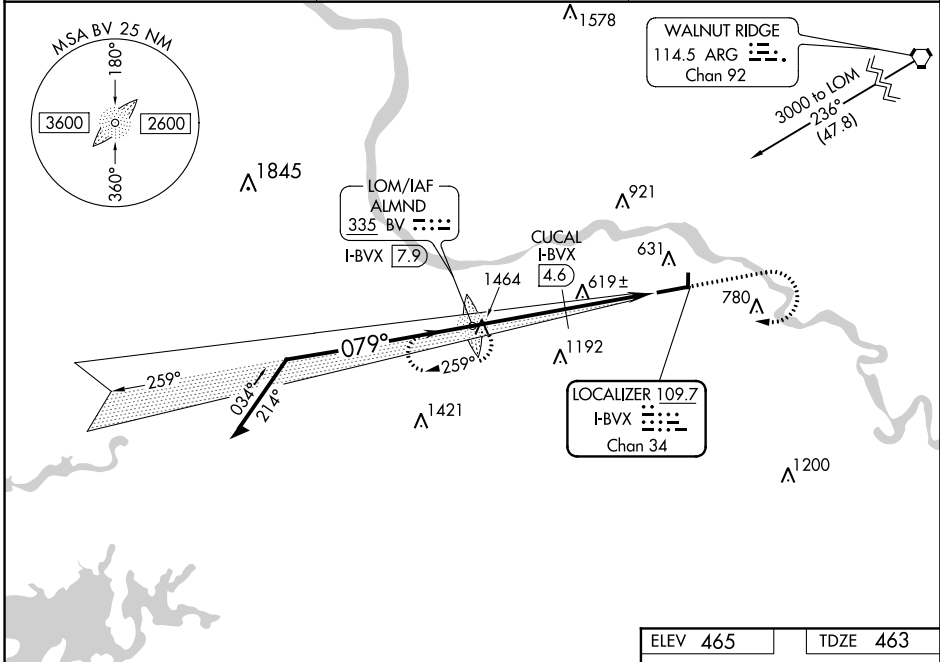 MSA BV 25 NM
180°
3600
2600
360°
1578
WALNUT RIDGE
114.5 ARG
Chan 92
3000 to LOM
236°
(47.8)
1845
LOM/IAF
ALMND
335 BV
I-BVX 7.9
921
CUCAL
I-BVX
4.6
631
1464
619±
780
079°
259°
259°
1192
034°
214°
1421
LOCALIZER 109.7
I-BVX
Chan 34
1200
ELEV 465
TDZE 463